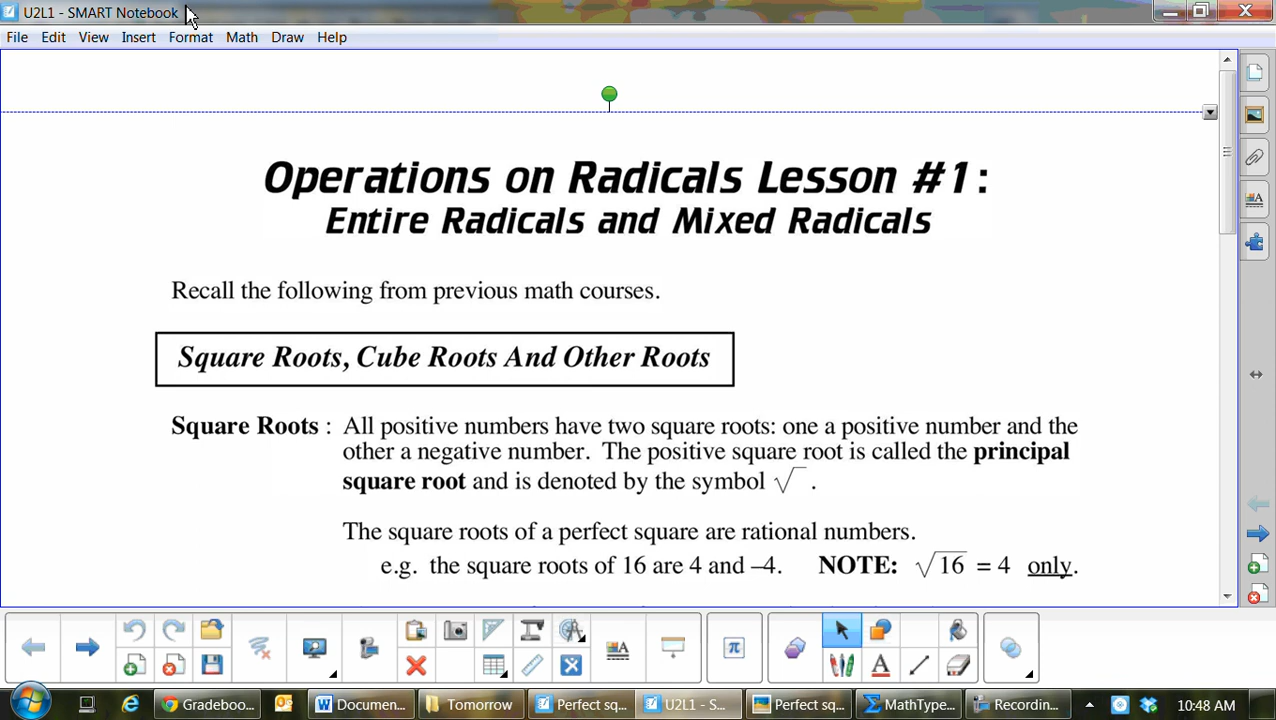 U2L1 - SMART Notebook
File Edit View Insert Format Math Draw Help
Operations on Radicals Lesson #1:
Entire Radicals and Mixed Radicals
Recall the following from previous math courses.
Square Roots, Cube Roots And Other Roots
Square Roots : All positive numbers have two square roots: one a positive number and the
other a negative number. The positive square root is called the principal
square root and is denoted by the symbol √ .
The square roots of a perfect square are rational numbers.
e.g. the square roots of 16 are 4 and –4. NOTE: √16 = 4 only.
Gradeboo... Documen... Tomorrow Perfect sq... U2L1 - S... Perfect sq... MathType... Recordin... 10:48 AM